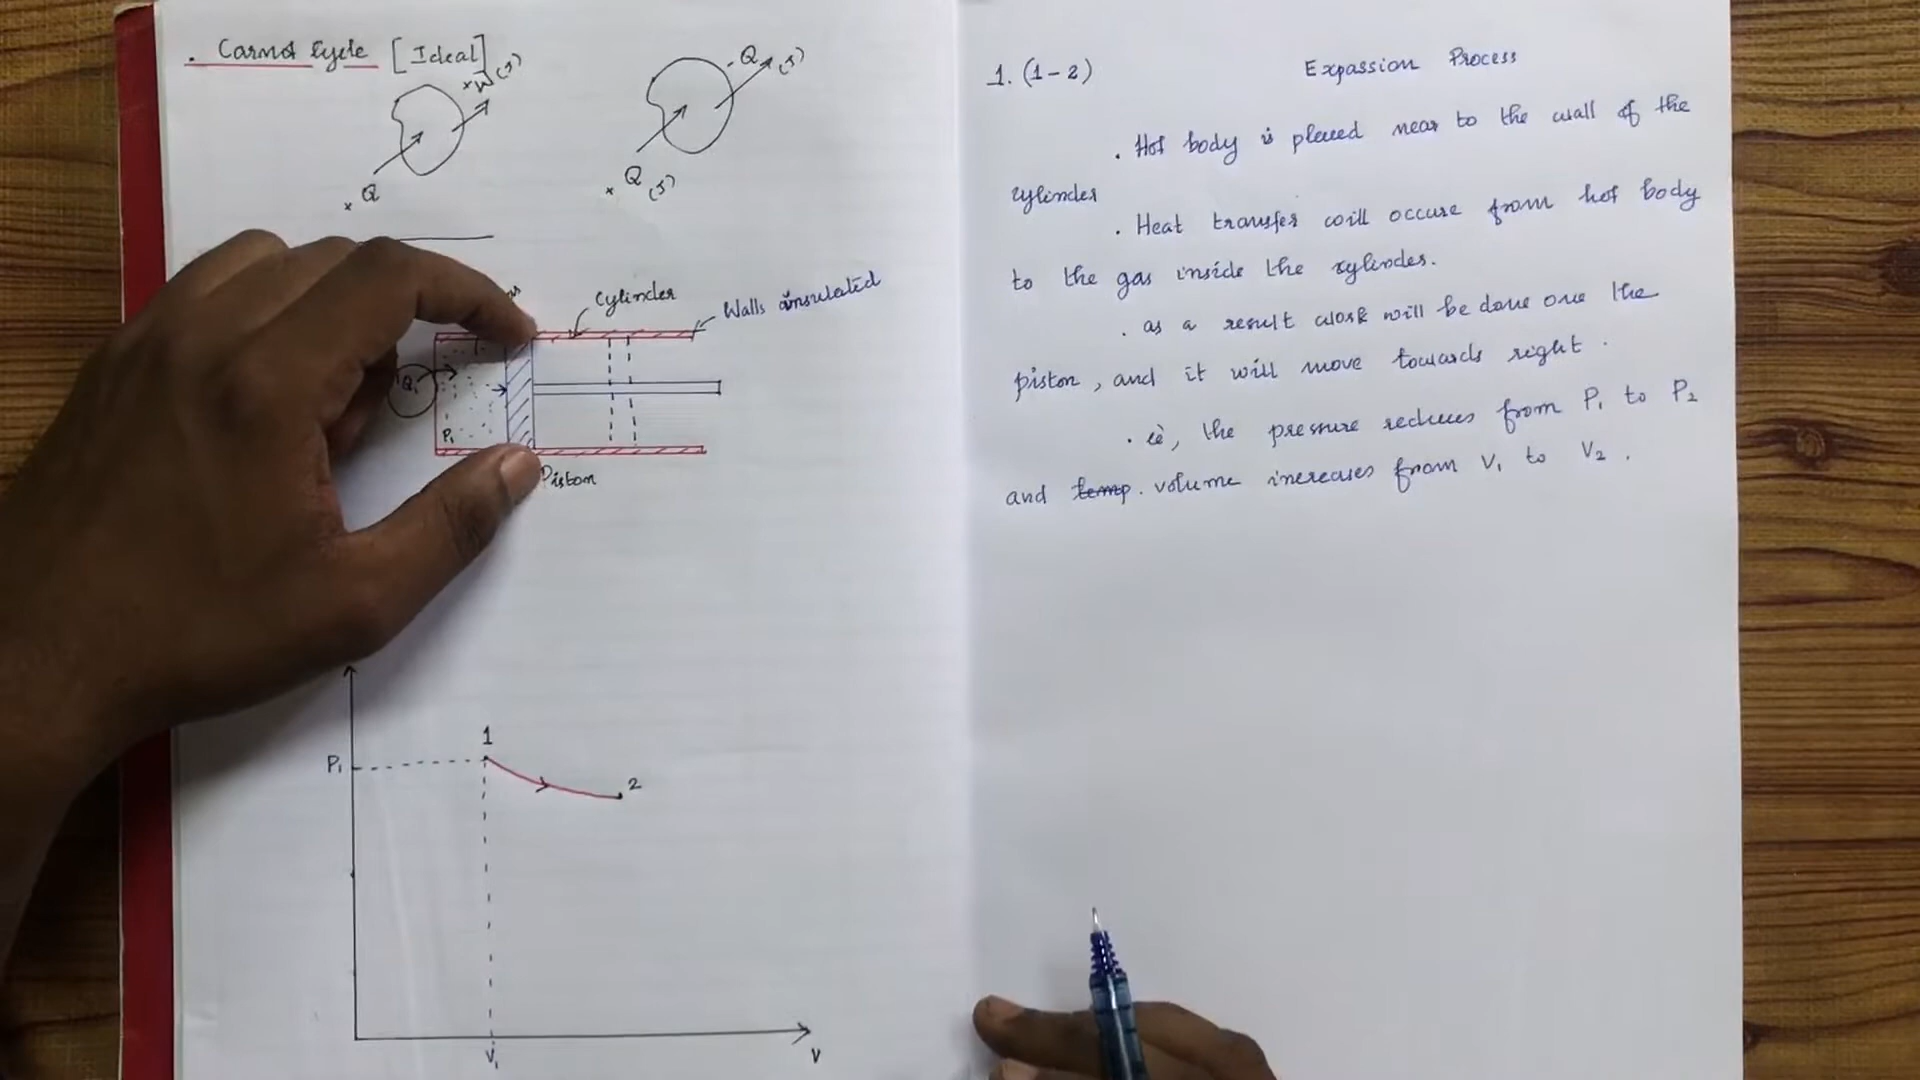 . Carnot Cycle [Ideal]
+W (J)
+ Q
- Q (J)
+ Q (J)
Cylinder
Walls insulated
Q1
P1
Piston
P1
1
2
V1
V
1. (1-2) Expassion Process
. Hot body is placed near to the wall of the
cylinder
. Heat transfer will occure from hot body
to the gas inside the cylinder.
. as a result work will be done one the
piston, and it will move towards right.
. ie, the pressure reduces from P1 to P2
and temp. volume increases from V1 to V2.